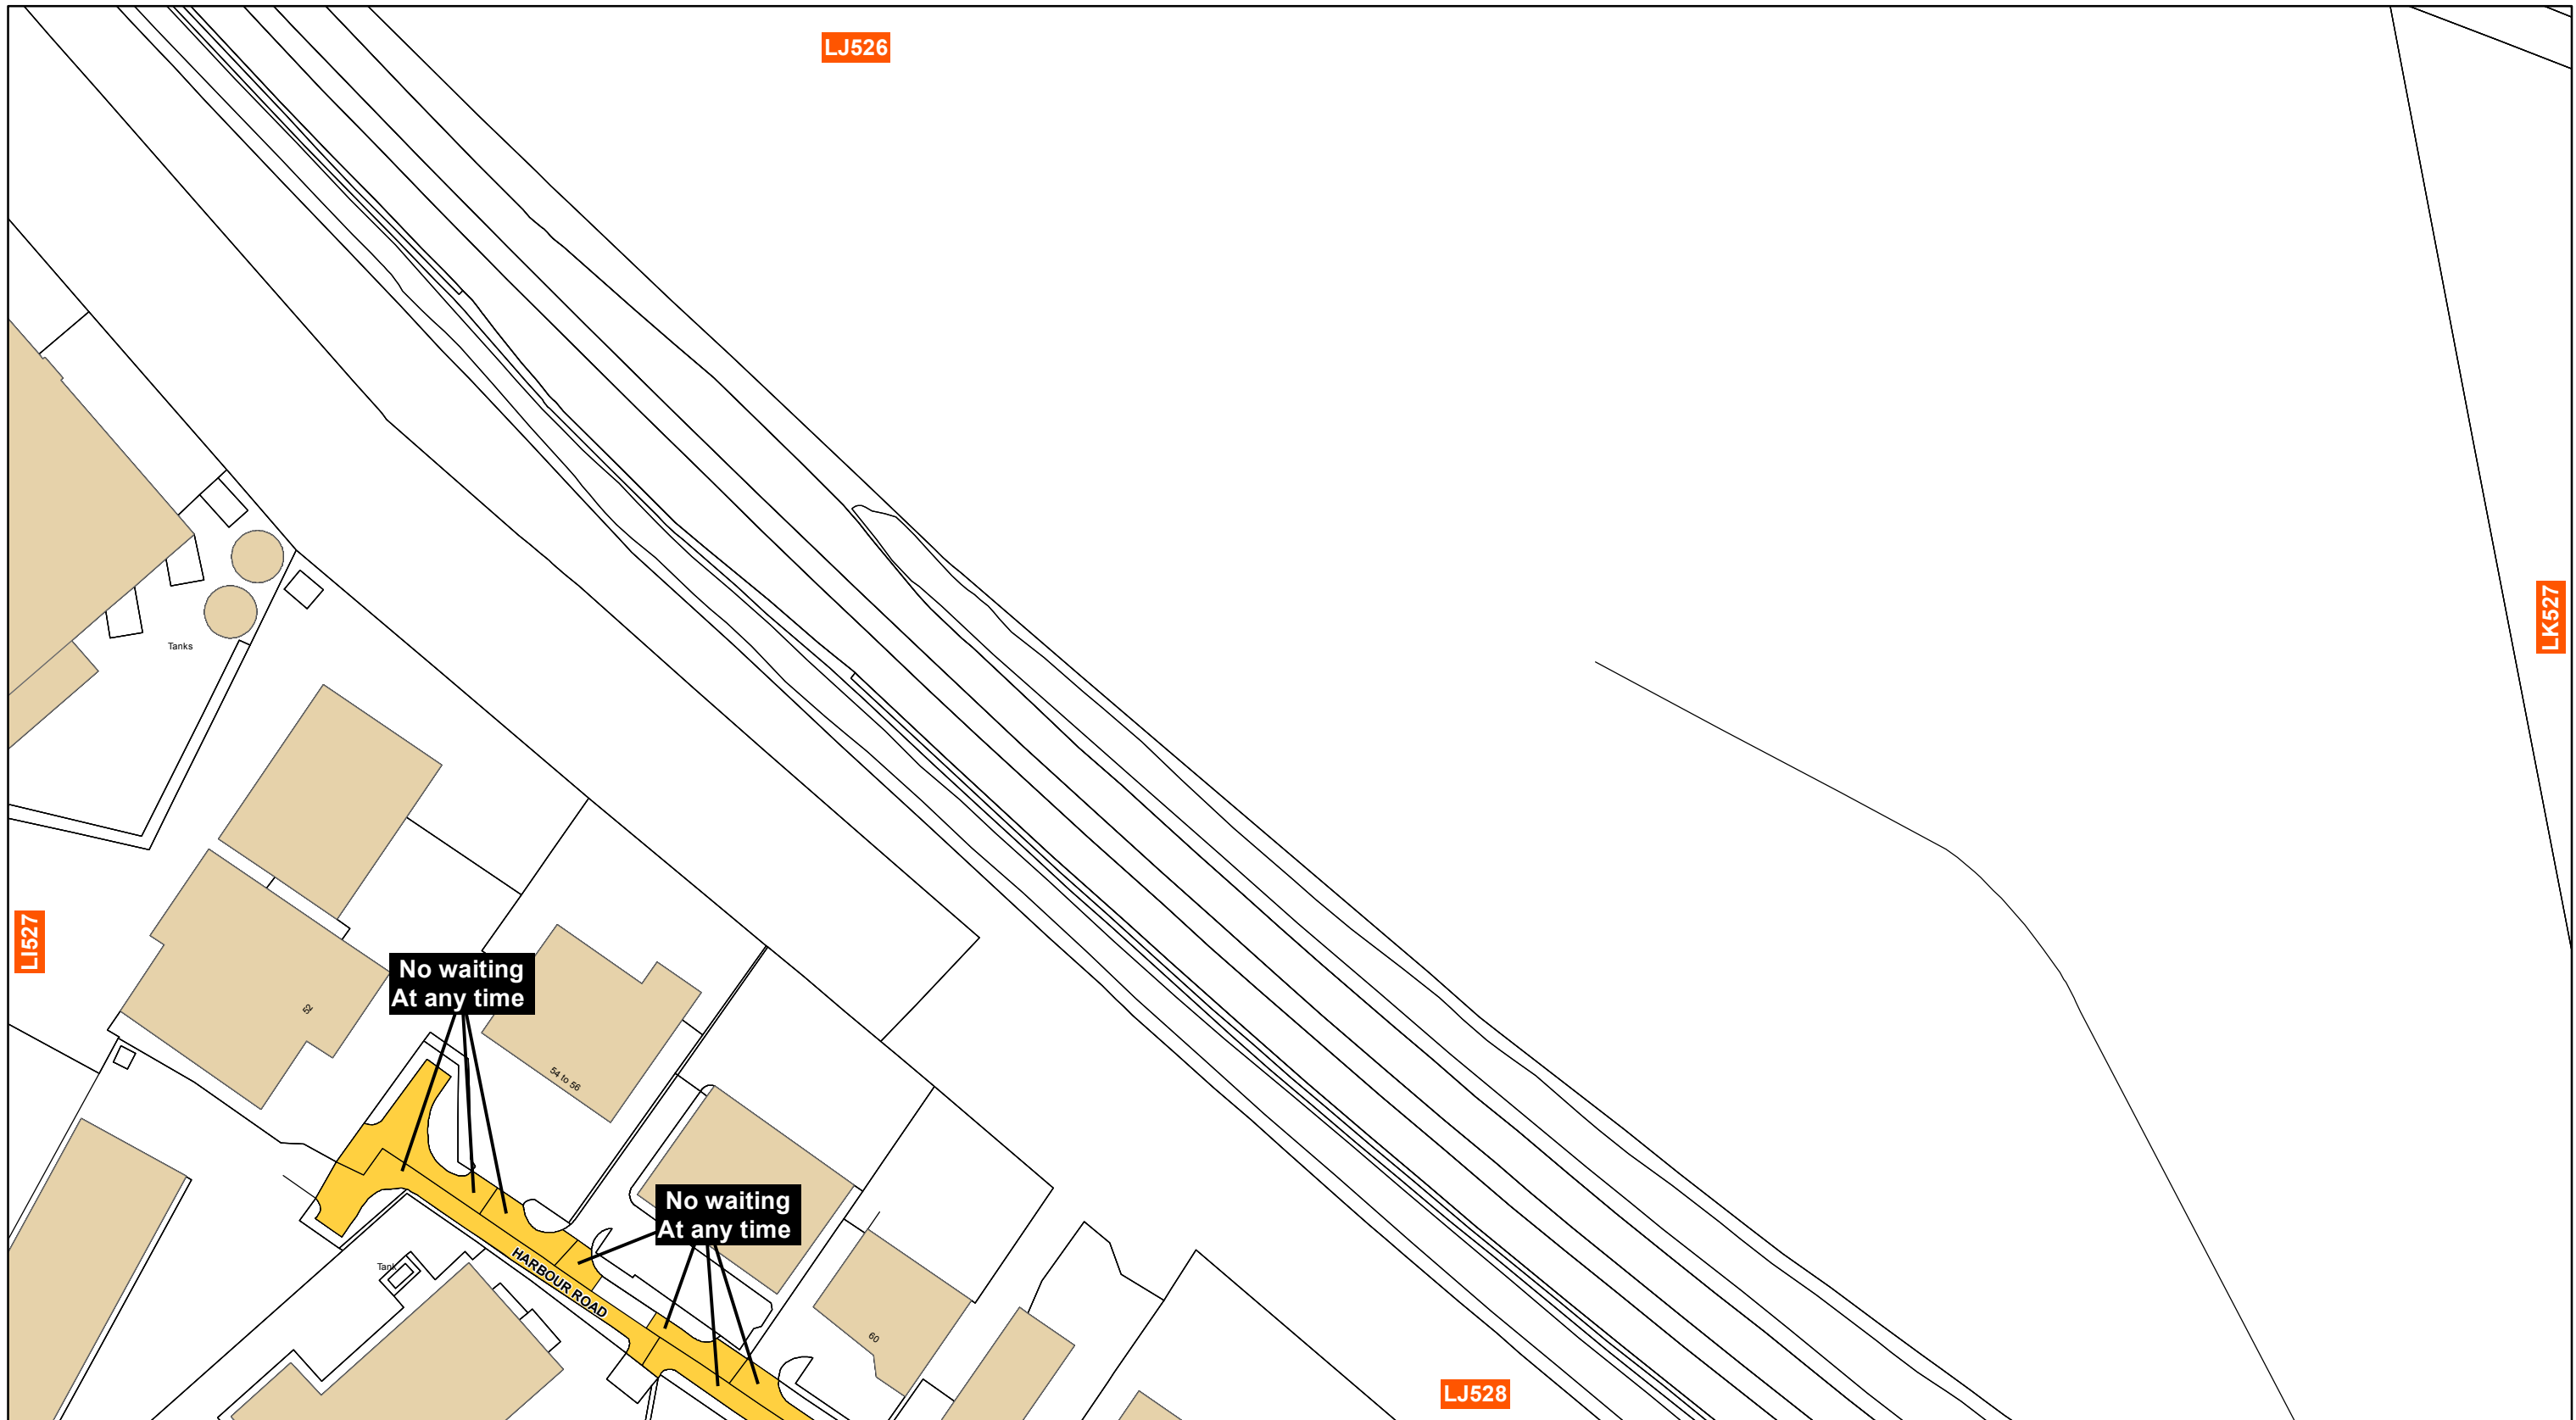 LJ526
LK527
Tanks
LI527
No waiting
At any time
52
54 to 56
No waiting
At any time
HARBOUR ROAD
Tank
60
LJ528